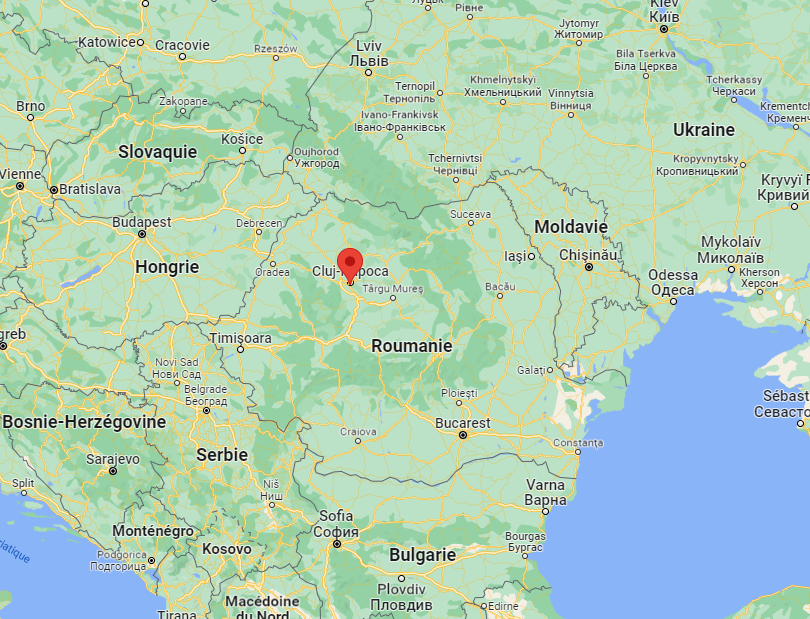 Kiev
Київ
Луцьк
Рівне
Jytomyr
Житомир
Katowice
Cracovie
Rzeszów
Lviv
Львів
Bila Tserkva
Біла Церква
Ternopil
Тернопіль
Khmelnytskyi
Хмельницький
Vinnytsia
Вінниця
Tcherkassy
Черкаси
Brno
Zakopane
Ivano-Frankivsk
Івано-Франківськ
Krementch
Кременч
Ukraine
Slovaquie
Košice
Oujhorod
Ужгород
Tchernivtsi
Чернівці
Kropyvnytsky
Кропивницький
Vienne
Bratislava
Kryvyï F
Кривий
Budapest
Debrecen
Suceava
Moldavie
Mykolaïv
Миколаїв
Hongrie
Oradea
Cluj-Napoca
Târgu Mureș
Iașio
Chișinău
Bacău
Odessa
Одеса
Kherson
Херсон
greb
Timișoara
Roumanie
Novi Sad
Нови Сад
Galați
Belgrade
Београд
Ploiești
Sébast
Севасто
Bosnie-Herzégovine
Craiova
Bucarest
Constanța
Serbie
Sarajevo
Split
Niš
Ниш
Varna
Варна
Sofia
София
Monténégro
Kosovo
Bourgas
Бургас
Bulgarie
riatique
Podgorica
Подгорица
Plovdiv
Пловдив
Macédoine
du Nord
Edirne
Tirana